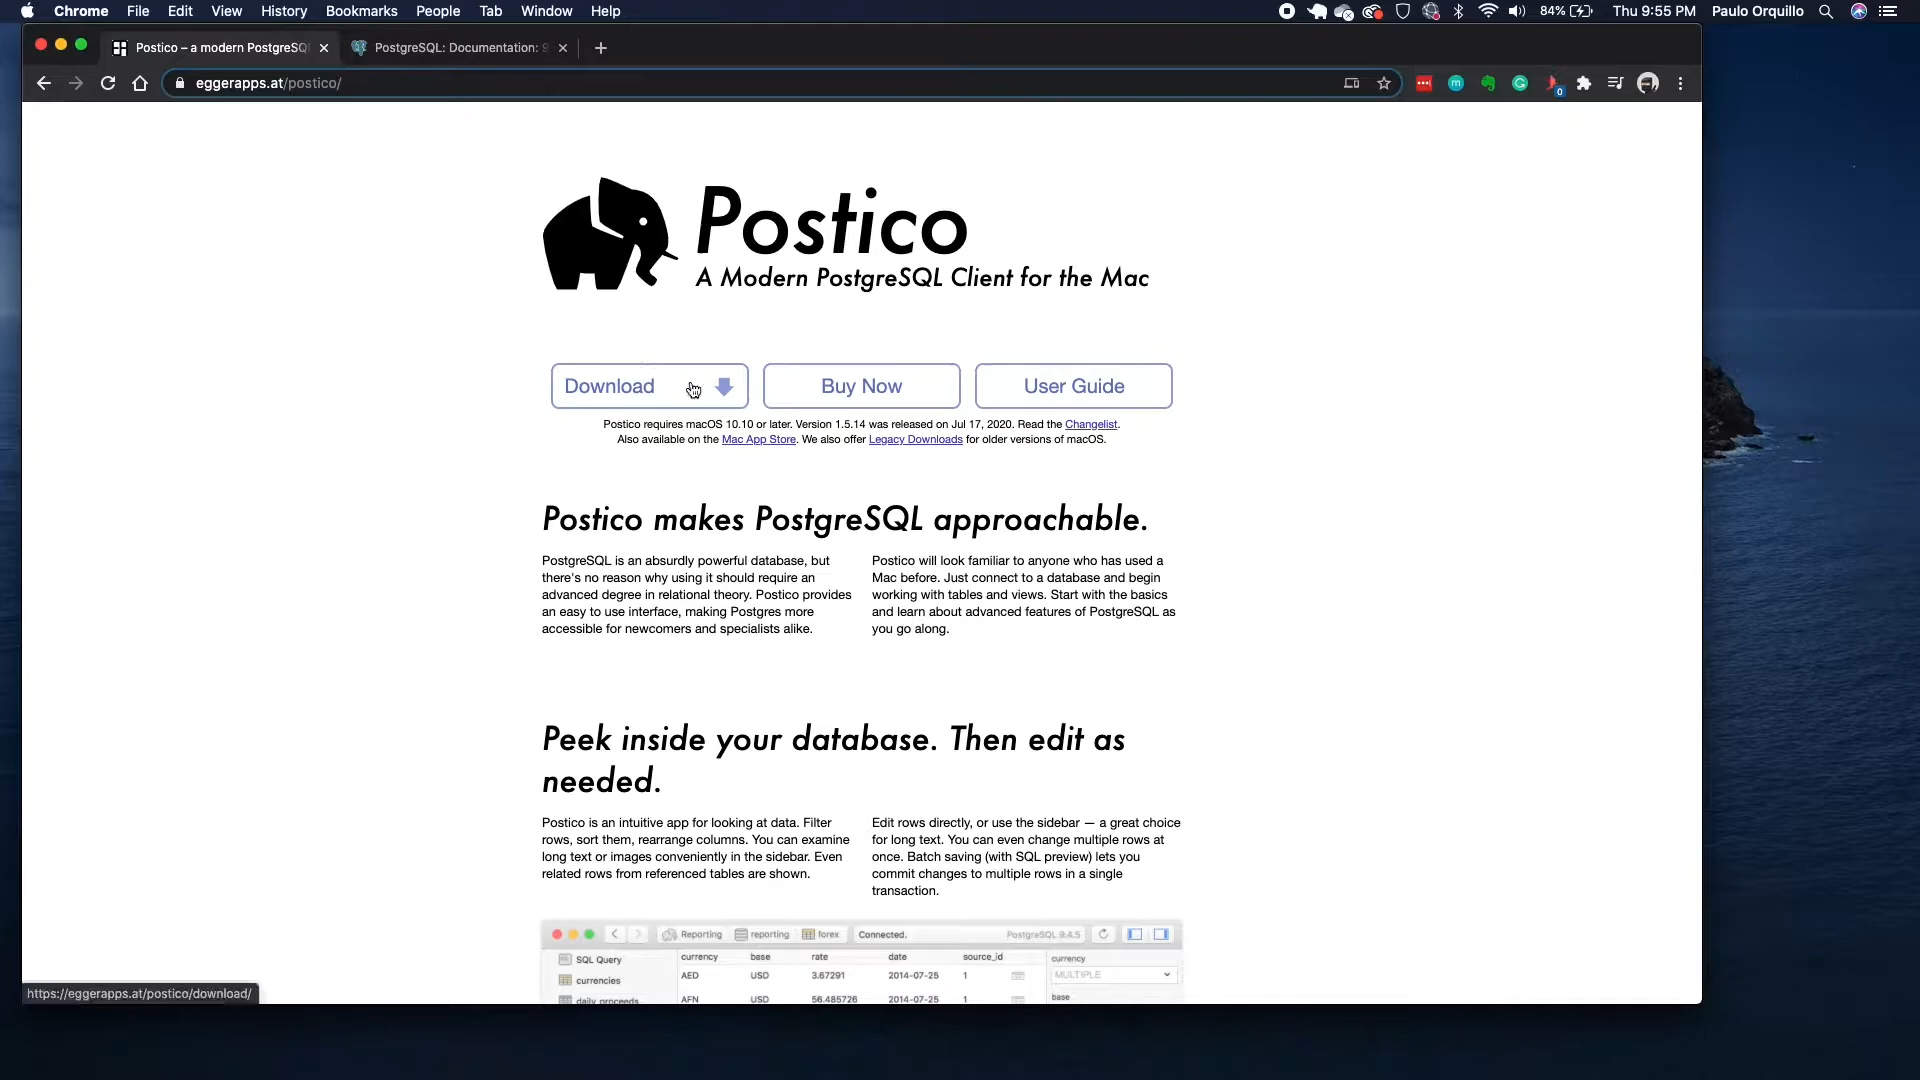 Chrome File Edit View History Bookmarks People Tab Window Help 84% Thu 9:55 PM Paulo Orquillo
Postico – a modern PostgreSQ PostgreSQL: Documentation: 9
eggerapps.at/postico/
0
Postico
A Modern PostgreSQL Client for the Mac
Download Buy Now User Guide
Postico requires macOS 10.10 or later. Version 1.5.14 was released on Jul 17, 2020. Read the Changelist.
Also available on the Mac App Store. We also offer Legacy Downloads for older versions of macOS.
Postico makes PostgreSQL approachable.
PostgreSQL is an absurdly powerful database, but
there's no reason why using it should require an
advanced degree in relational theory. Postico provides
an easy to use interface, making Postgres more
accessible for newcomers and specialists alike.
Postico will look familiar to anyone who has used a
Mac before. Just connect to a database and begin
working with tables and views. Start with the basics
and learn about advanced features of PostgreSQL as
you go along.
Peek inside your database. Then edit as
needed.
Postico is an intuitive app for looking at data. Filter
rows, sort them, rearrange columns. You can examine
long text or images conveniently in the sidebar. Even
related rows from referenced tables are shown.
Edit rows directly, or use the sidebar — a great choice
for long text. You can even change multiple rows at
once. Batch saving (with SQL preview) lets you
commit changes to multiple rows in a single
transaction.
Reporting reporting forex Connected. PostgreSQL 9.4.5
SQL Query currency base rate date source_id currency
currencies AED USD 3.67291 2014-07-25 1 MULTIPLE
daily_proceeds AFN USD 56.485726 2014-07-25 1 base
https://eggerapps.at/postico/download/